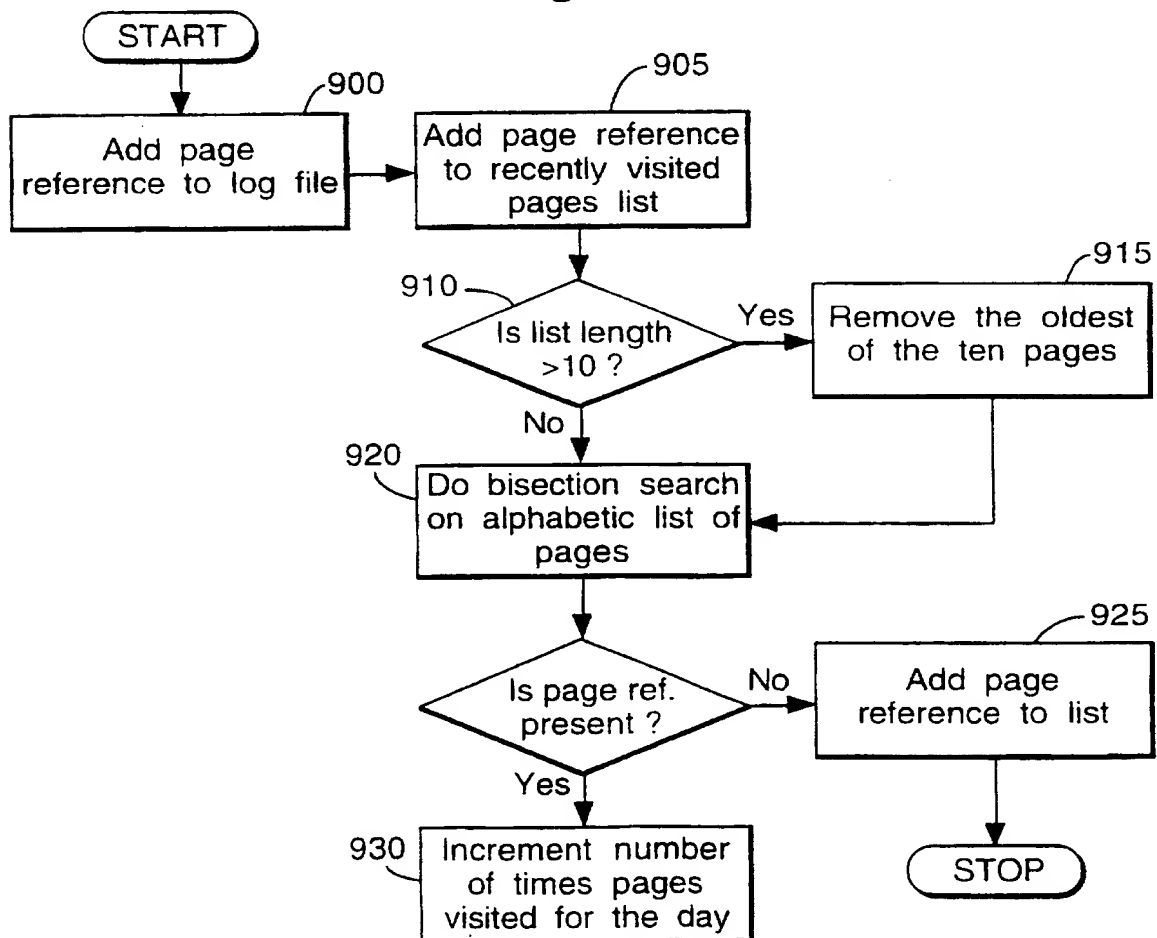 START
900
Add page
reference to log file
905
Add page reference
to recently visited
pages list
910
Is list length
>10 ?
Yes
915
Remove the oldest
of the ten pages
No
920
Do bisection search
on alphabetic list of
pages
Is page ref.
present ?
No
925
Add page
reference to list
Yes
STOP
930
Increment number
of times pages
visited for the day